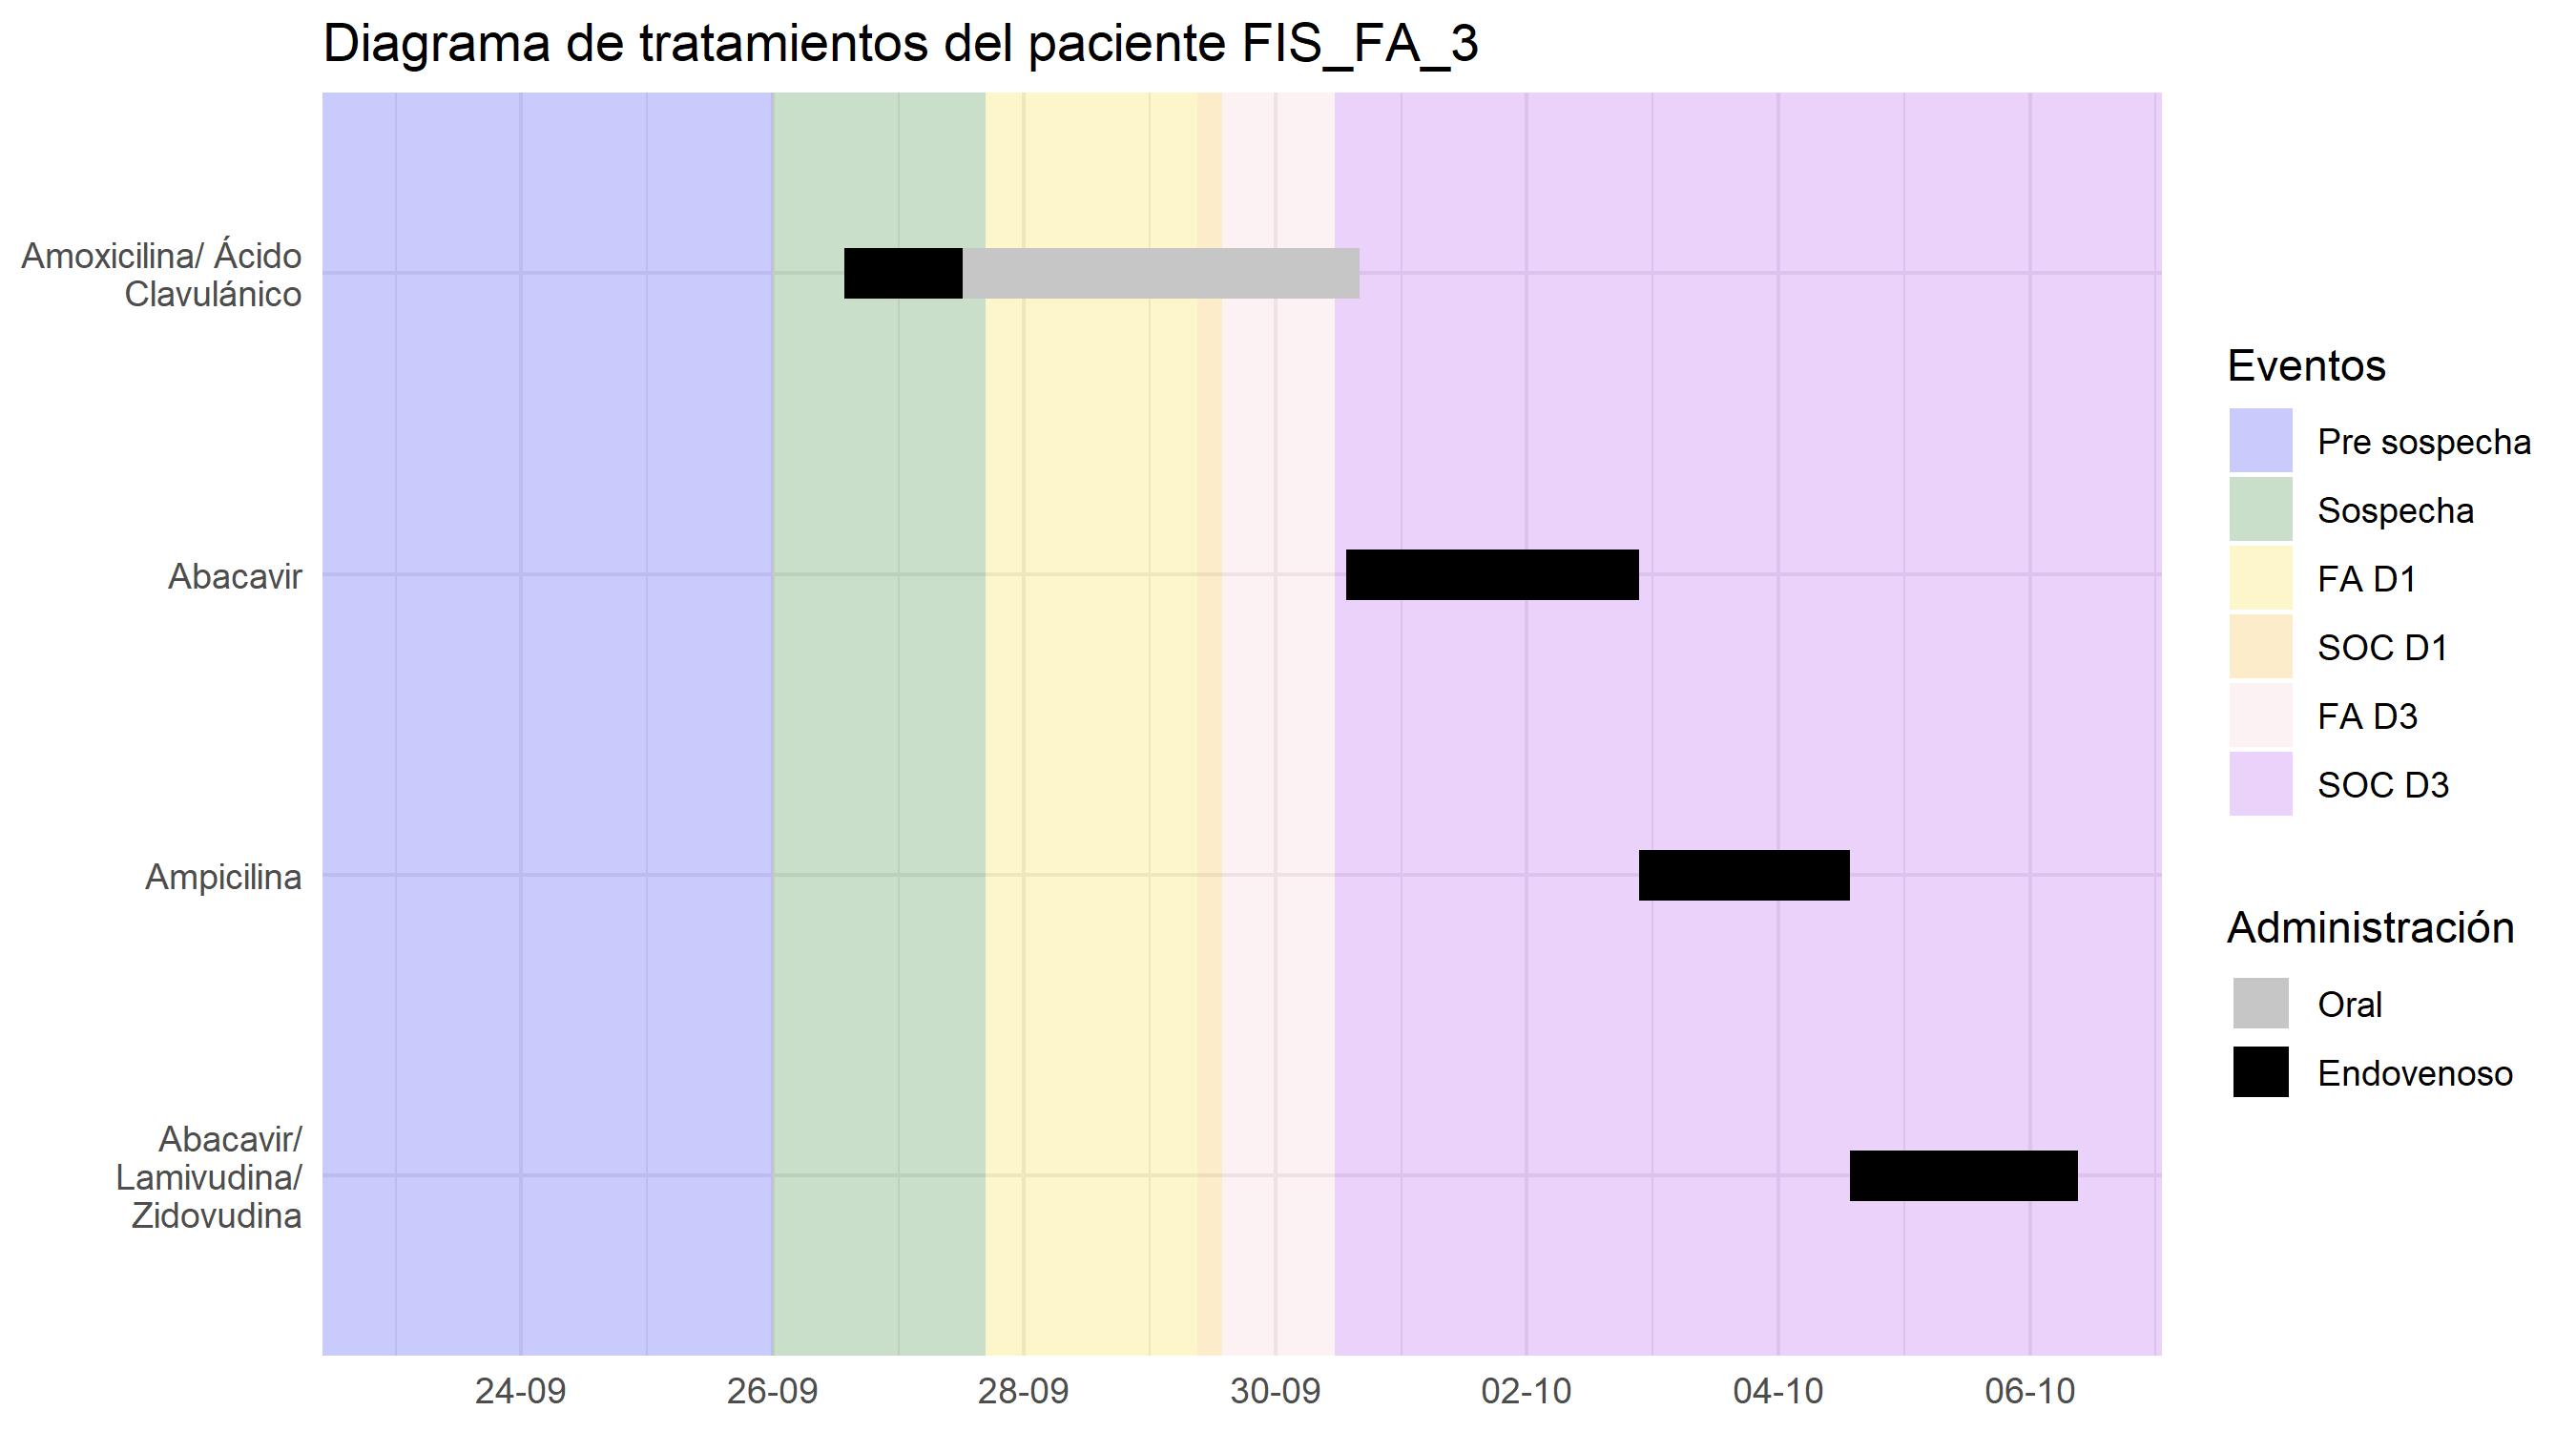 Diagrama de tratamientos del paciente FIS_FA_3
Amoxicilina/ Ácido
Clavulánico
Abacavir
Ampicilina
Abacavir/
Lamivudina/
Zidovudina
24-09
26-09
28-09
30-09
02-10
04-10
06-10
Eventos
Pre sospecha
Sospecha
FA D1
SOC D1
FA D3
SOC D3
Administración
Oral
Endovenoso